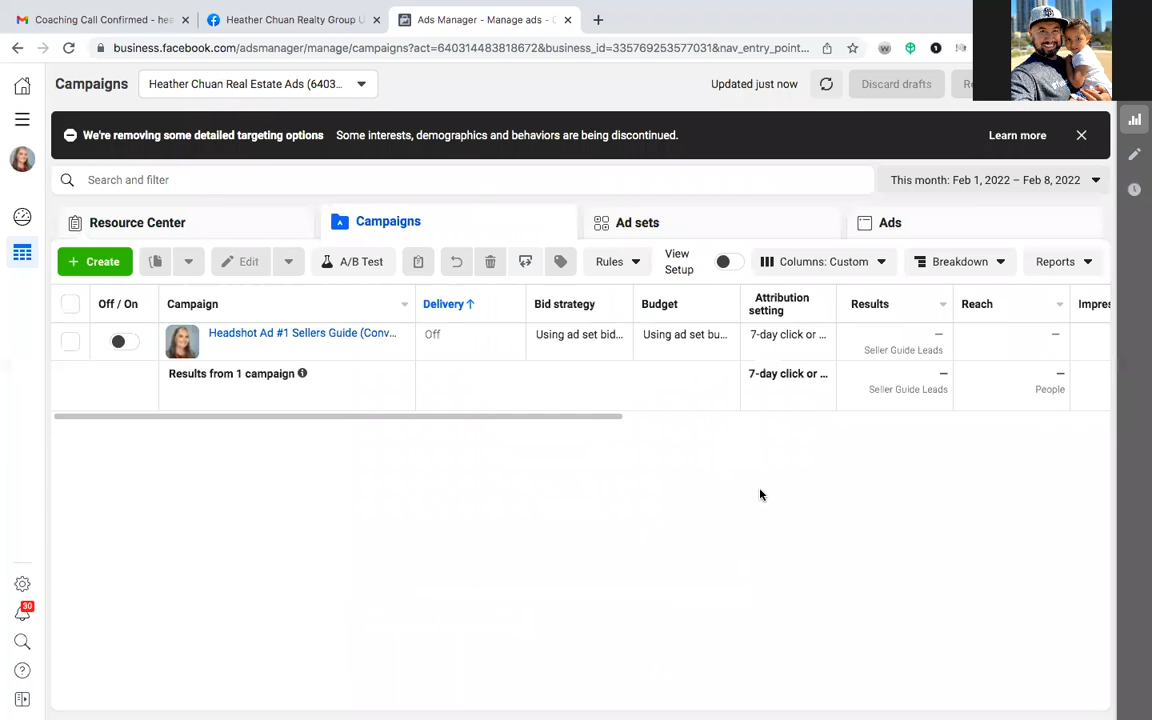 Coaching Call Confirmed - hea
Heather Chuan Realty Group U
Ads Manager - Manage ads - C
business.facebook.com/adsmanager/manage/campaigns?act=640314483818672&business_id=335769253577031&nav_entry_point...
Campaigns
Heather Chuan Real Estate Ads (6403...
Updated just now
Discard drafts
Re
We're removing some detailed targeting options Some interests, demographics and behaviors are being discontinued.
Learn more
Search and filter
This month: Feb 1, 2022 – Feb 8, 2022
Resource Center
Campaigns
Ad sets
Ads
+ Create
Edit
A/B Test
Rules
View Setup
Columns: Custom
Breakdown
Reports
Off / On
Campaign
Delivery ↑
Bid strategy
Budget
Attribution setting
Results
Reach
Impres
Headshot Ad #1 Sellers Guide (Conv...
Off
Using ad set bid...
Using ad set bu...
7-day click or ...
—
Seller Guide Leads
—
Results from 1 campaign
7-day click or ...
—
Seller Guide Leads
—
People
30